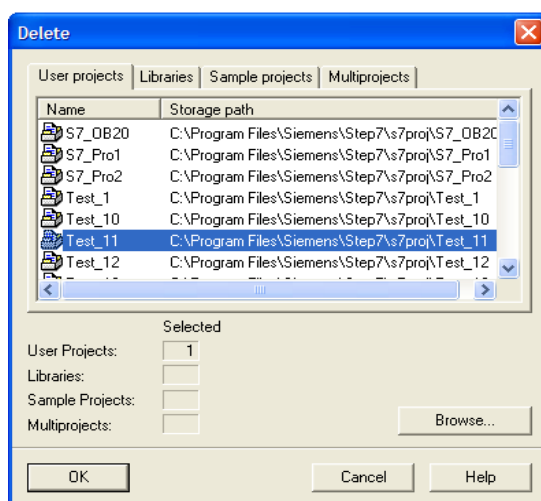 Delete
User projects Libraries Sample projects Multiprojects
Name Storage path
S7_OB20 C:\Program Files\Siemens\Step7\s7proj\S7_OB20
S7_Pro1 C:\Program Files\Siemens\Step7\s7proj\S7_Pro1
S7_Pro2 C:\Program Files\Siemens\Step7\s7proj\S7_Pro2
Test_1 C:\Program Files\Siemens\Step7\s7proj\Test_1
Test_10 C:\Program Files\Siemens\Step7\s7proj\Test_10
Test_11 C:\Program Files\Siemens\Step7\s7proj\Test_11
Test_12 C:\Program Files\Siemens\Step7\s7proj\Test_12
Selected
User Projects: 1
Libraries:
Sample Projects:
Multiprojects: Browse...
OK Cancel Help